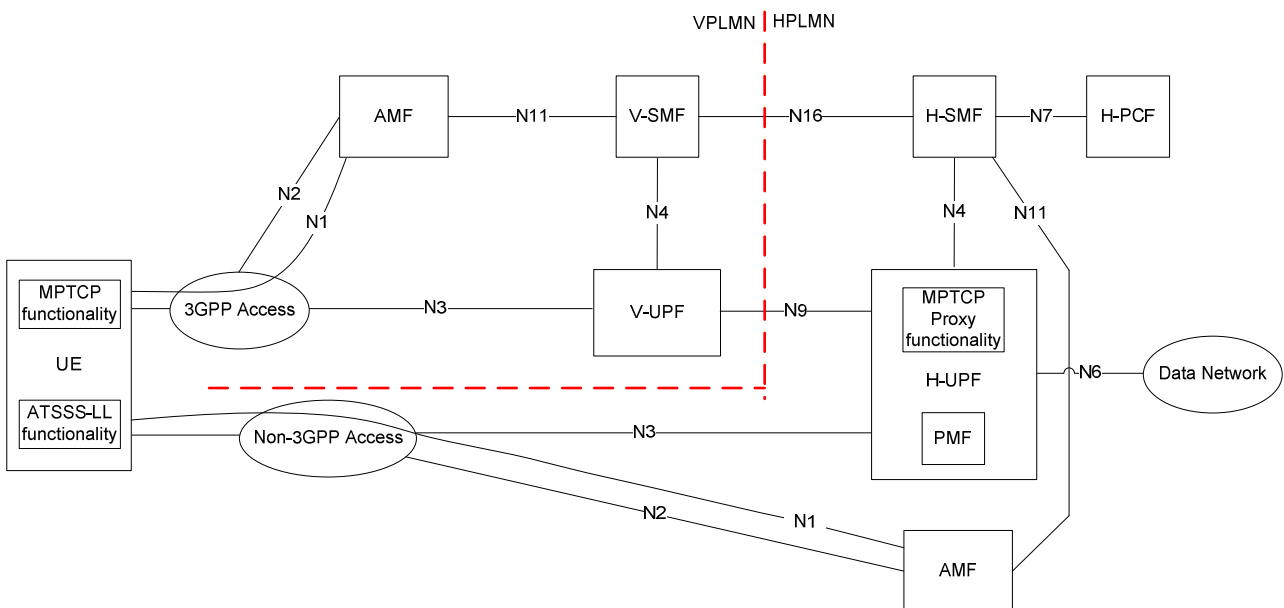 VPLMN HPLMN
AMF
N11
V-SMF
N16
H-SMF
N7
H-PCF
N2
N1
N4
N4
N11
MPTCP
functionality
UE
ATSSS-LL
functionality
3GPP Access
N3
V-UPF
N9
MPTCP
Proxy
functionality
H-UPF
PMF
N6
Data Network
Non-3GPP Access
N3
N2
N1
AMF